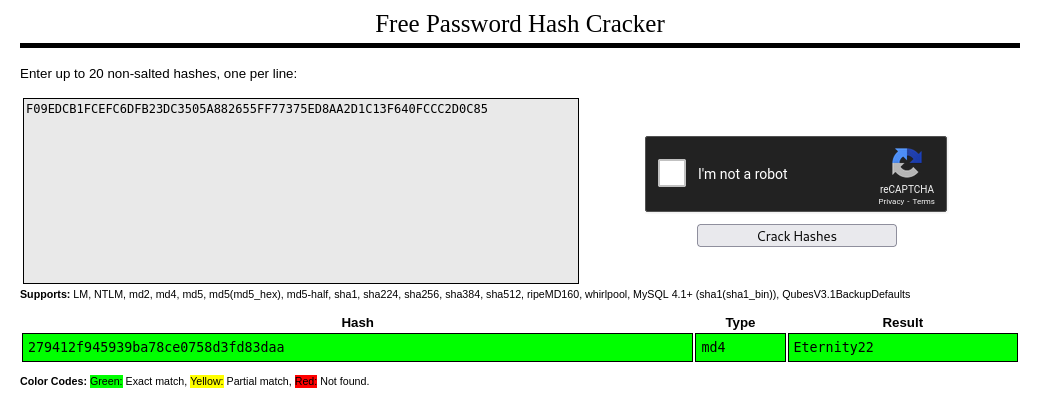 Free Password Hash Cracker
Enter up to 20 non-salted hashes, one per line:
F09EDCB1FCEFC6DFB23DC3505A882655FF77375ED8AA2D1C13F640FCCC2D0C85
I'm not a robot
reCAPTCHA
Privacy - Terms
Crack Hashes
Supports: LM, NTLM, md2, md4, md5, md5(md5_hex), md5-half, sha1, sha224, sha256, sha384, sha512, ripeMD160, whirlpool, MySQL 4.1+ (sha1(sha1_bin)), QubesV3.1BackupDefaults
Hash Type Result
279412f945939ba78ce0758d3fd83daa md4 Eternity22
Color Codes: Green: Exact match, Yellow: Partial match, Red: Not found.